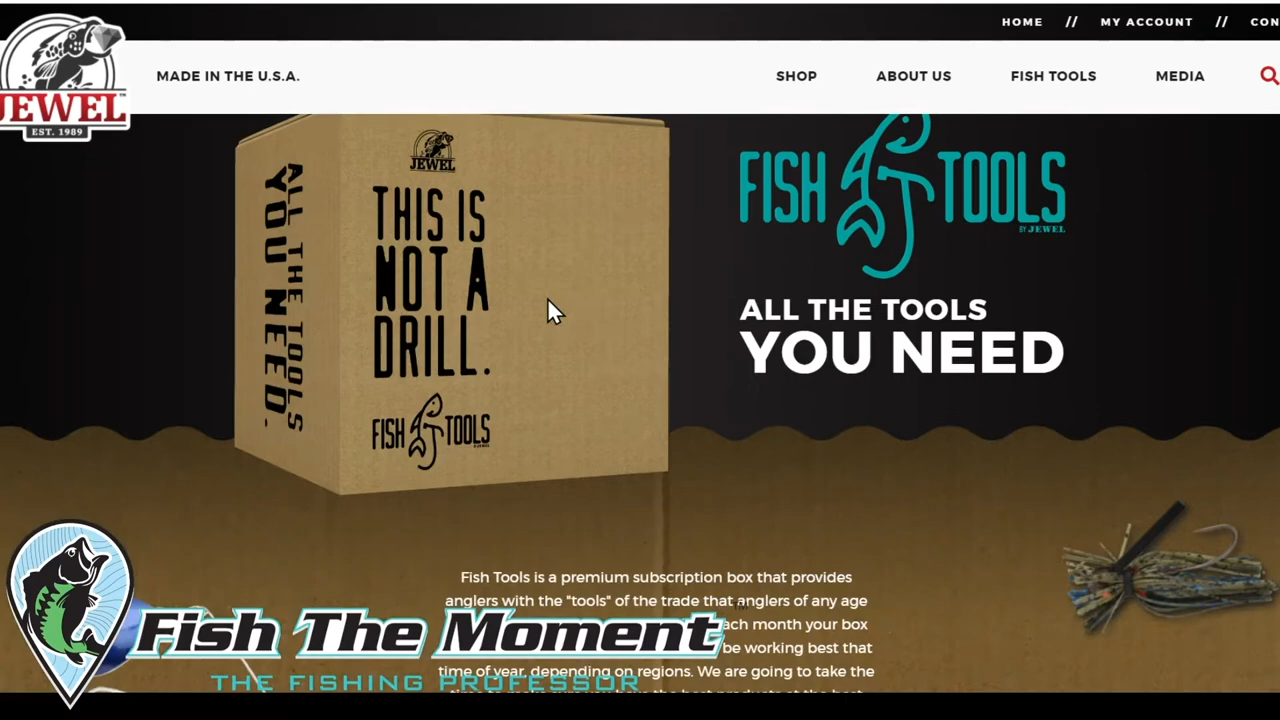 HOME // MY ACCOUNT // CON
JEWEL
EST. 1989
MADE IN THE U.S.A.
SHOP ABOUT US FISH TOOLS MEDIA
ALL THE TOOLS
YOU NEED.
JEWEL
THIS IS
NOT A
DRILL.
FISH TOOLS
FISH TOOLS
BY JEWEL
ALL THE TOOLS
YOU NEED
Fish Tools is a premium subscription box that provides
anglers with the "tools" of the trade that anglers of any age
ach month your box
be working best that
time of year, depending on regions. We are going to take the
Fish The Moment
THE FISHING PROFESSOR